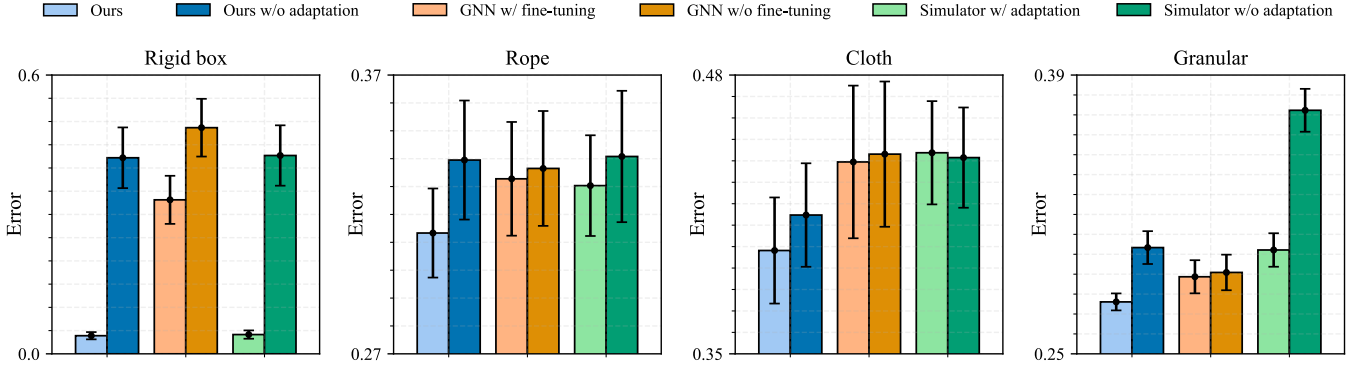 Ours
Ours w/o adaptation
GNN w/ fine-tuning
GNN w/o fine-tuning
Simulator w/ adaptation
Simulator w/o adaptation
Rigid box
0.6
Error
0.0
Rope
0.37
Error
0.27
Cloth
0.48
Error
0.35
Granular
0.39
Error
0.25